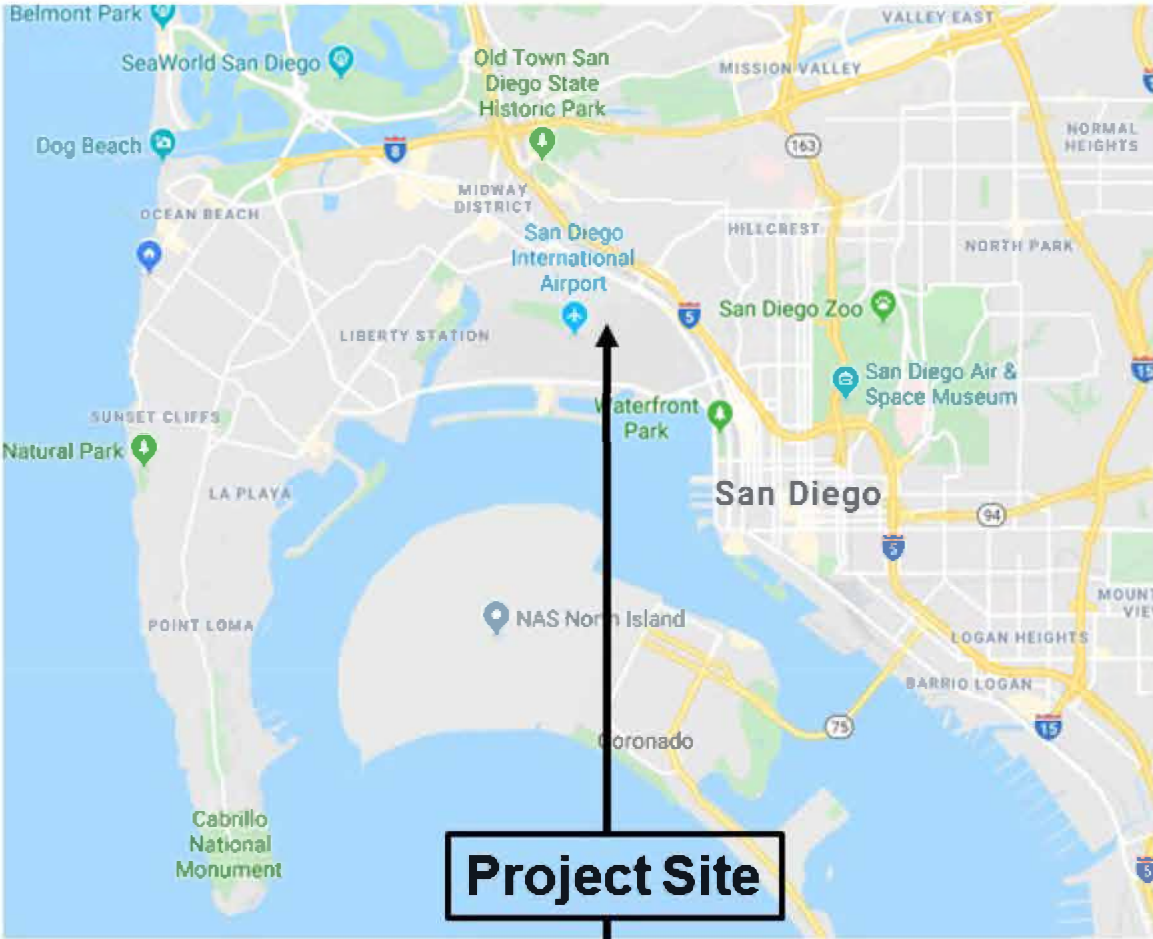 Belmont Park
VALLEY EAST
SeaWorld San Diego
Old Town San
Diego State
Historic Park
MISSION VALLEY
Dog Beach
8
163
NORMAL
HEIGHTS
MIDWAY
DISTRICT
OCEAN BEACH
HILLCREST
NORTH PARK
San Diego
International
Airport
San Diego Zoo
5
LIBERTY STATION
15
San Diego Air &
Space Museum
SUNSET CLIFFS
Waterfront
Park
Natural Park
LA PLAYA
San Diego
94
5
MOUNT
VIE
NAS North Island
POINT LOMA
LOGAN HEIGHTS
BARRIO LOGAN
75
15
Coronado
Cabrillo
National
Monument
Project Site
5